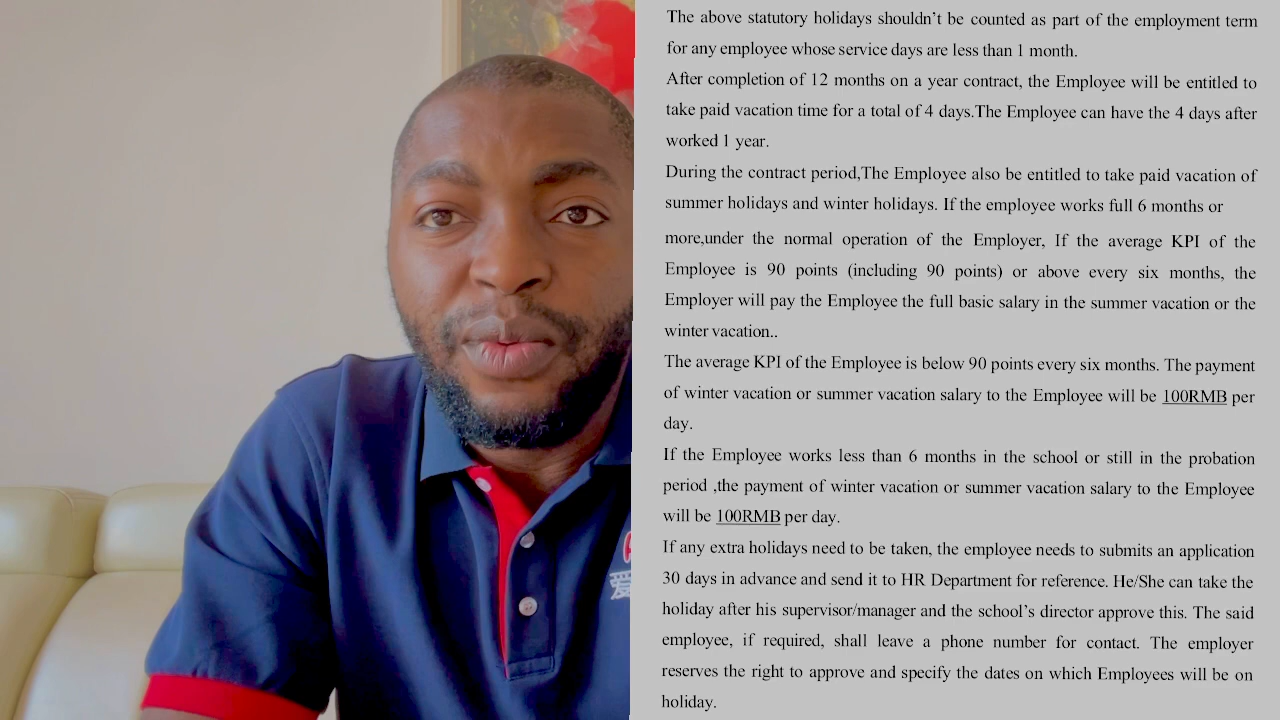 The above statutory holidays shouldn't be counted as part of the employment term
for any employee whose service days are less than 1 month.
After completion of 12 months on a year contract, the Employee will be entitled to
take paid vacation time for a total of 4 days.The Employee can have the 4 days after
worked 1 year.
During the contract period,The Employee also be entitled to take paid vacation of
summer holidays and winter holidays. If the employee works full 6 months or
more,under the normal operation of the Employer, If the average KPI of the
Employee is 90 points (including 90 points) or above every six months, the
Employer will pay the Employee the full basic salary in the summer vacation or the
winter vacation..
The average KPI of the Employee is below 90 points every six months. The payment
of winter vacation or summer vacation salary to the Employee will be 100RMB per
day.
If the Employee works less than 6 months in the school or still in the probation
period ,the payment of winter vacation or summer vacation salary to the Employee
will be 100RMB per day.
If any extra holidays need to be taken, the employee needs to submits an application
30 days in advance and send it to HR Department for reference. He/She can take the
holiday after his supervisor/manager and the school's director approve this. The said
employee, if required, shall leave a phone number for contact. The employer
reserves the right to approve and specify the dates on which Employees will be on
holiday.